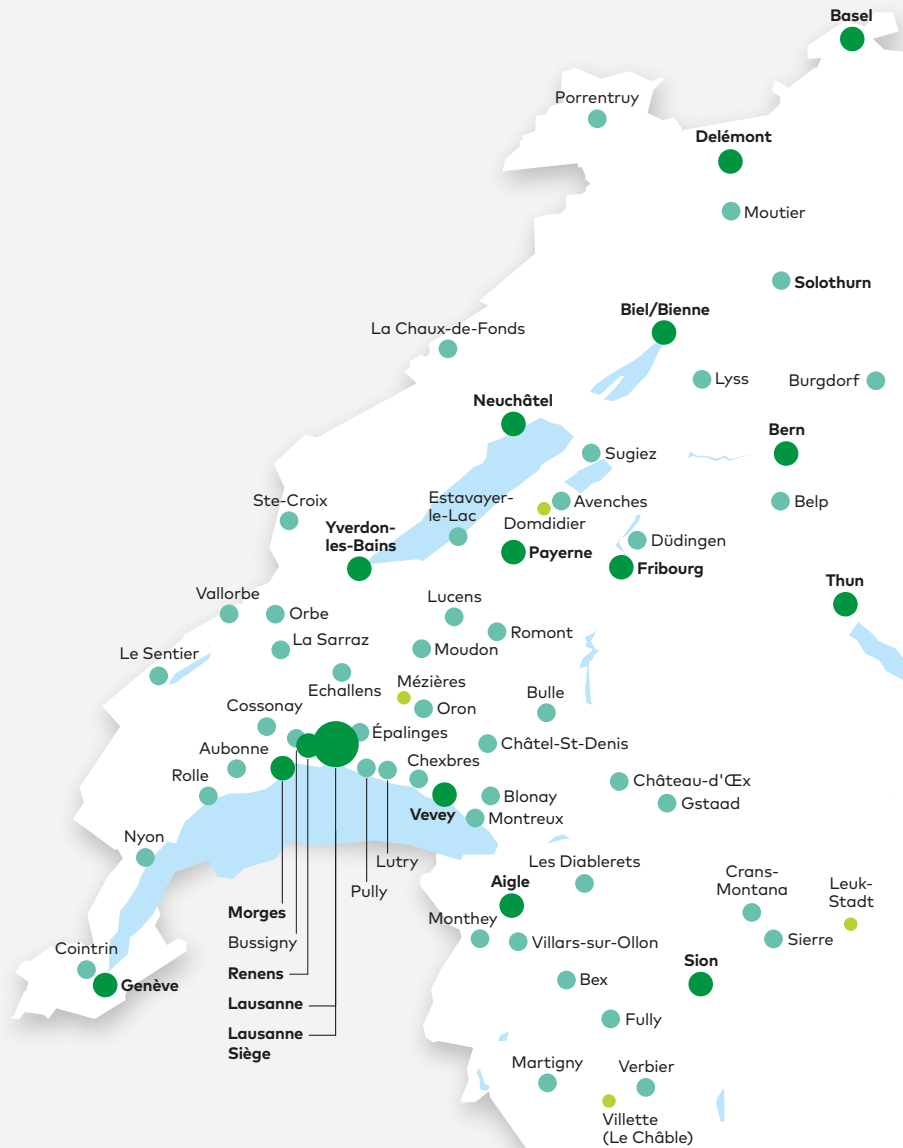 Basel
Porrentruy
Delémont
Moutier
Solothurn
Biel/Bienne
La Chaux-de-Fonds
Lyss
Burgdorf
Neuchâtel
Bern
Sugiez
Ste-Croix
Estavayer-
le-Lac
Avenches
Belp
Domdidier
Yverdon-
les-Bains
Payerne
Düdingen
Fribourg
Thun
Vallorbe
Orbe
Lucens
Romont
La Sarraz
Moudon
Le Sentier
Echallens
Mézières
Oron
Bulle
Cossonay
Épalinges
Châtel-St-Denis
Aubonne
Chexbres
Rolle
Château-d'Œx
Blonay
Gstaad
Vevey
Montreux
Nyon
Lutry
Les Diablerets
Pully
Aigle
Crans-
Montana
Leuk-
Stadt
Morges
Monthey
Bussigny
Villars-sur-Ollon
Sierre
Cointrin
Genève
Renens
Bex
Sion
Lausanne
Fully
Lausanne
Siège
Martigny
Verbier
Villette
(Le Châble)